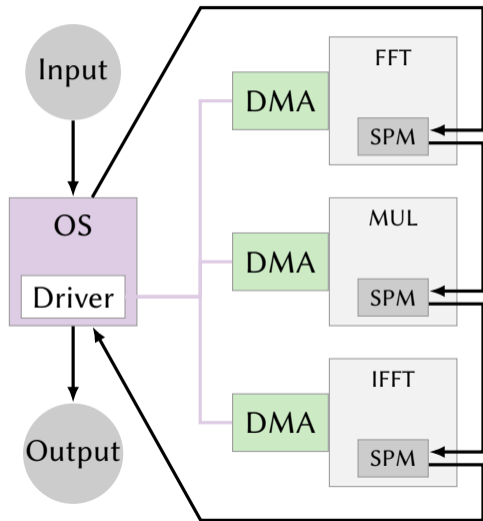 Input
OS
Driver
Output
DMA
FFT
SPM
DMA
MUL
SPM
DMA
IFFT
SPM